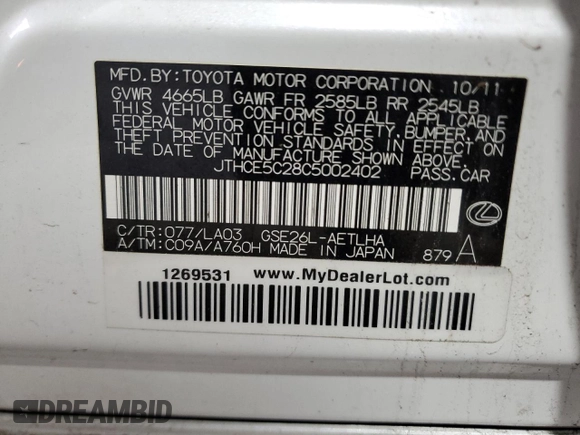 MFD. BY: TOYOTA MOTOR CORPORATION 10/11
GVWR 4665LB GAWR FR 2585LB RR 2545LB
THIS VEHICLE CONFORMS TO ALL APPLICABLE
FEDERAL MOTOR VEHICLE SAFETY, BUMPER, AND
THEFT PREVENTION STANDARDS IN EFFECT ON
THE DATE OF MANUFACTURE SHOWN ABOVE.
JTHCE5C28C5002402 PASS. CAR
C/TR: 077/LA03 GSE26L-AETLHA
A/TM: C09A/A760H MADE IN JAPAN 879 A
1269531 www.MyDealerLot.com
DREAMBID